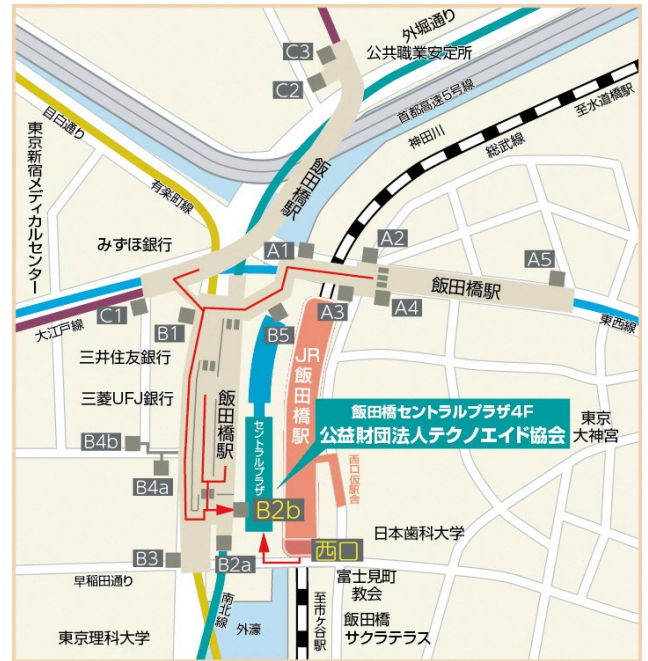 外堀通り
公共職業安定所
C3
C2
首都高速5号線
至水道橋駅
神田川
総武線
目白通り
東京新宿メディカルセンター
有楽町線
飯田橋駅
みずほ銀行
A1
A2
A5
飯田橋駅
C1
大江戸線
B1
B5
A3
A4
東西線
三井住友銀行
JR飯田橋駅
三菱UFJ銀行
飯田橋駅
飯田橋セントラルプラザ4F
公益財団法人テクノエイド協会
東京
大神宮
セントラルプラザ
B4b
B4a
西口仮駅舎
B2b
日本歯科大学
B3
B2a
西口
早稲田通り
富士見町
教会
南北線
外濠
至市ケ谷駅
飯田橋
サクラテラス
東京理科大学